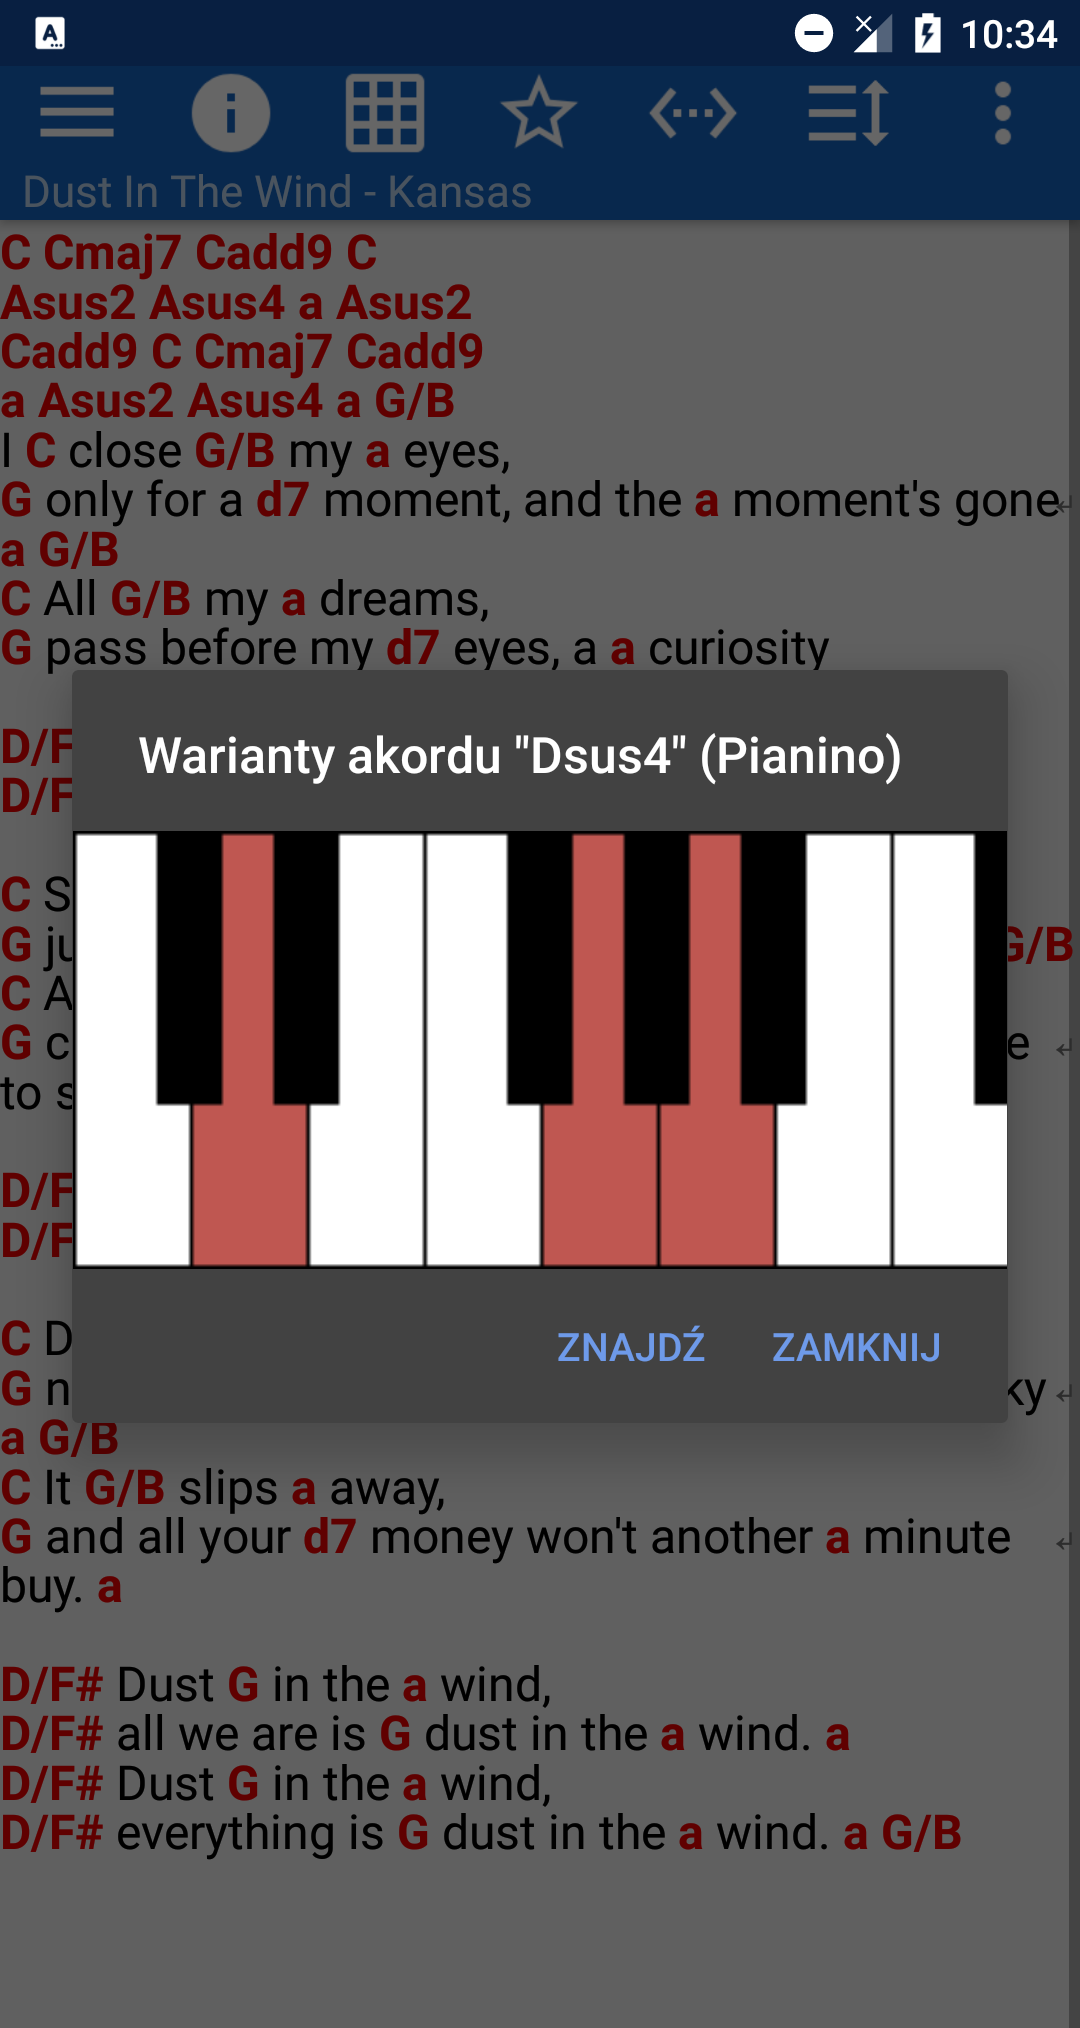 10:34
Dust In The Wind - Kansas
C Cmaj7 Cadd9 C
Asus2 Asus4 a Asus2
Cadd9 C Cmaj7 Cadd9
a Asus2 Asus4 a G/B
I C close G/B my a eyes,
G only for a d7 moment, and the a moment's gone
a G/B
C All G/B my a dreams,
G pass before my d7 eyes, a a curiosity
Warianty akordu "Dsus4" (Pianino)
D/F
D/F
C S
G ju G/B
C A
G c e
to s
D/F
D/F
ZNAJDŹ ZAMKNIJ
C D
G n ky
a G/B
C It G/B slips a away,
G and all your d7 money won't another a minute
buy. a
D/F# Dust G in the a wind,
D/F# all we are is G dust in the a wind. a
D/F# Dust G in the a wind,
D/F# everything is G dust in the a wind. a G/B